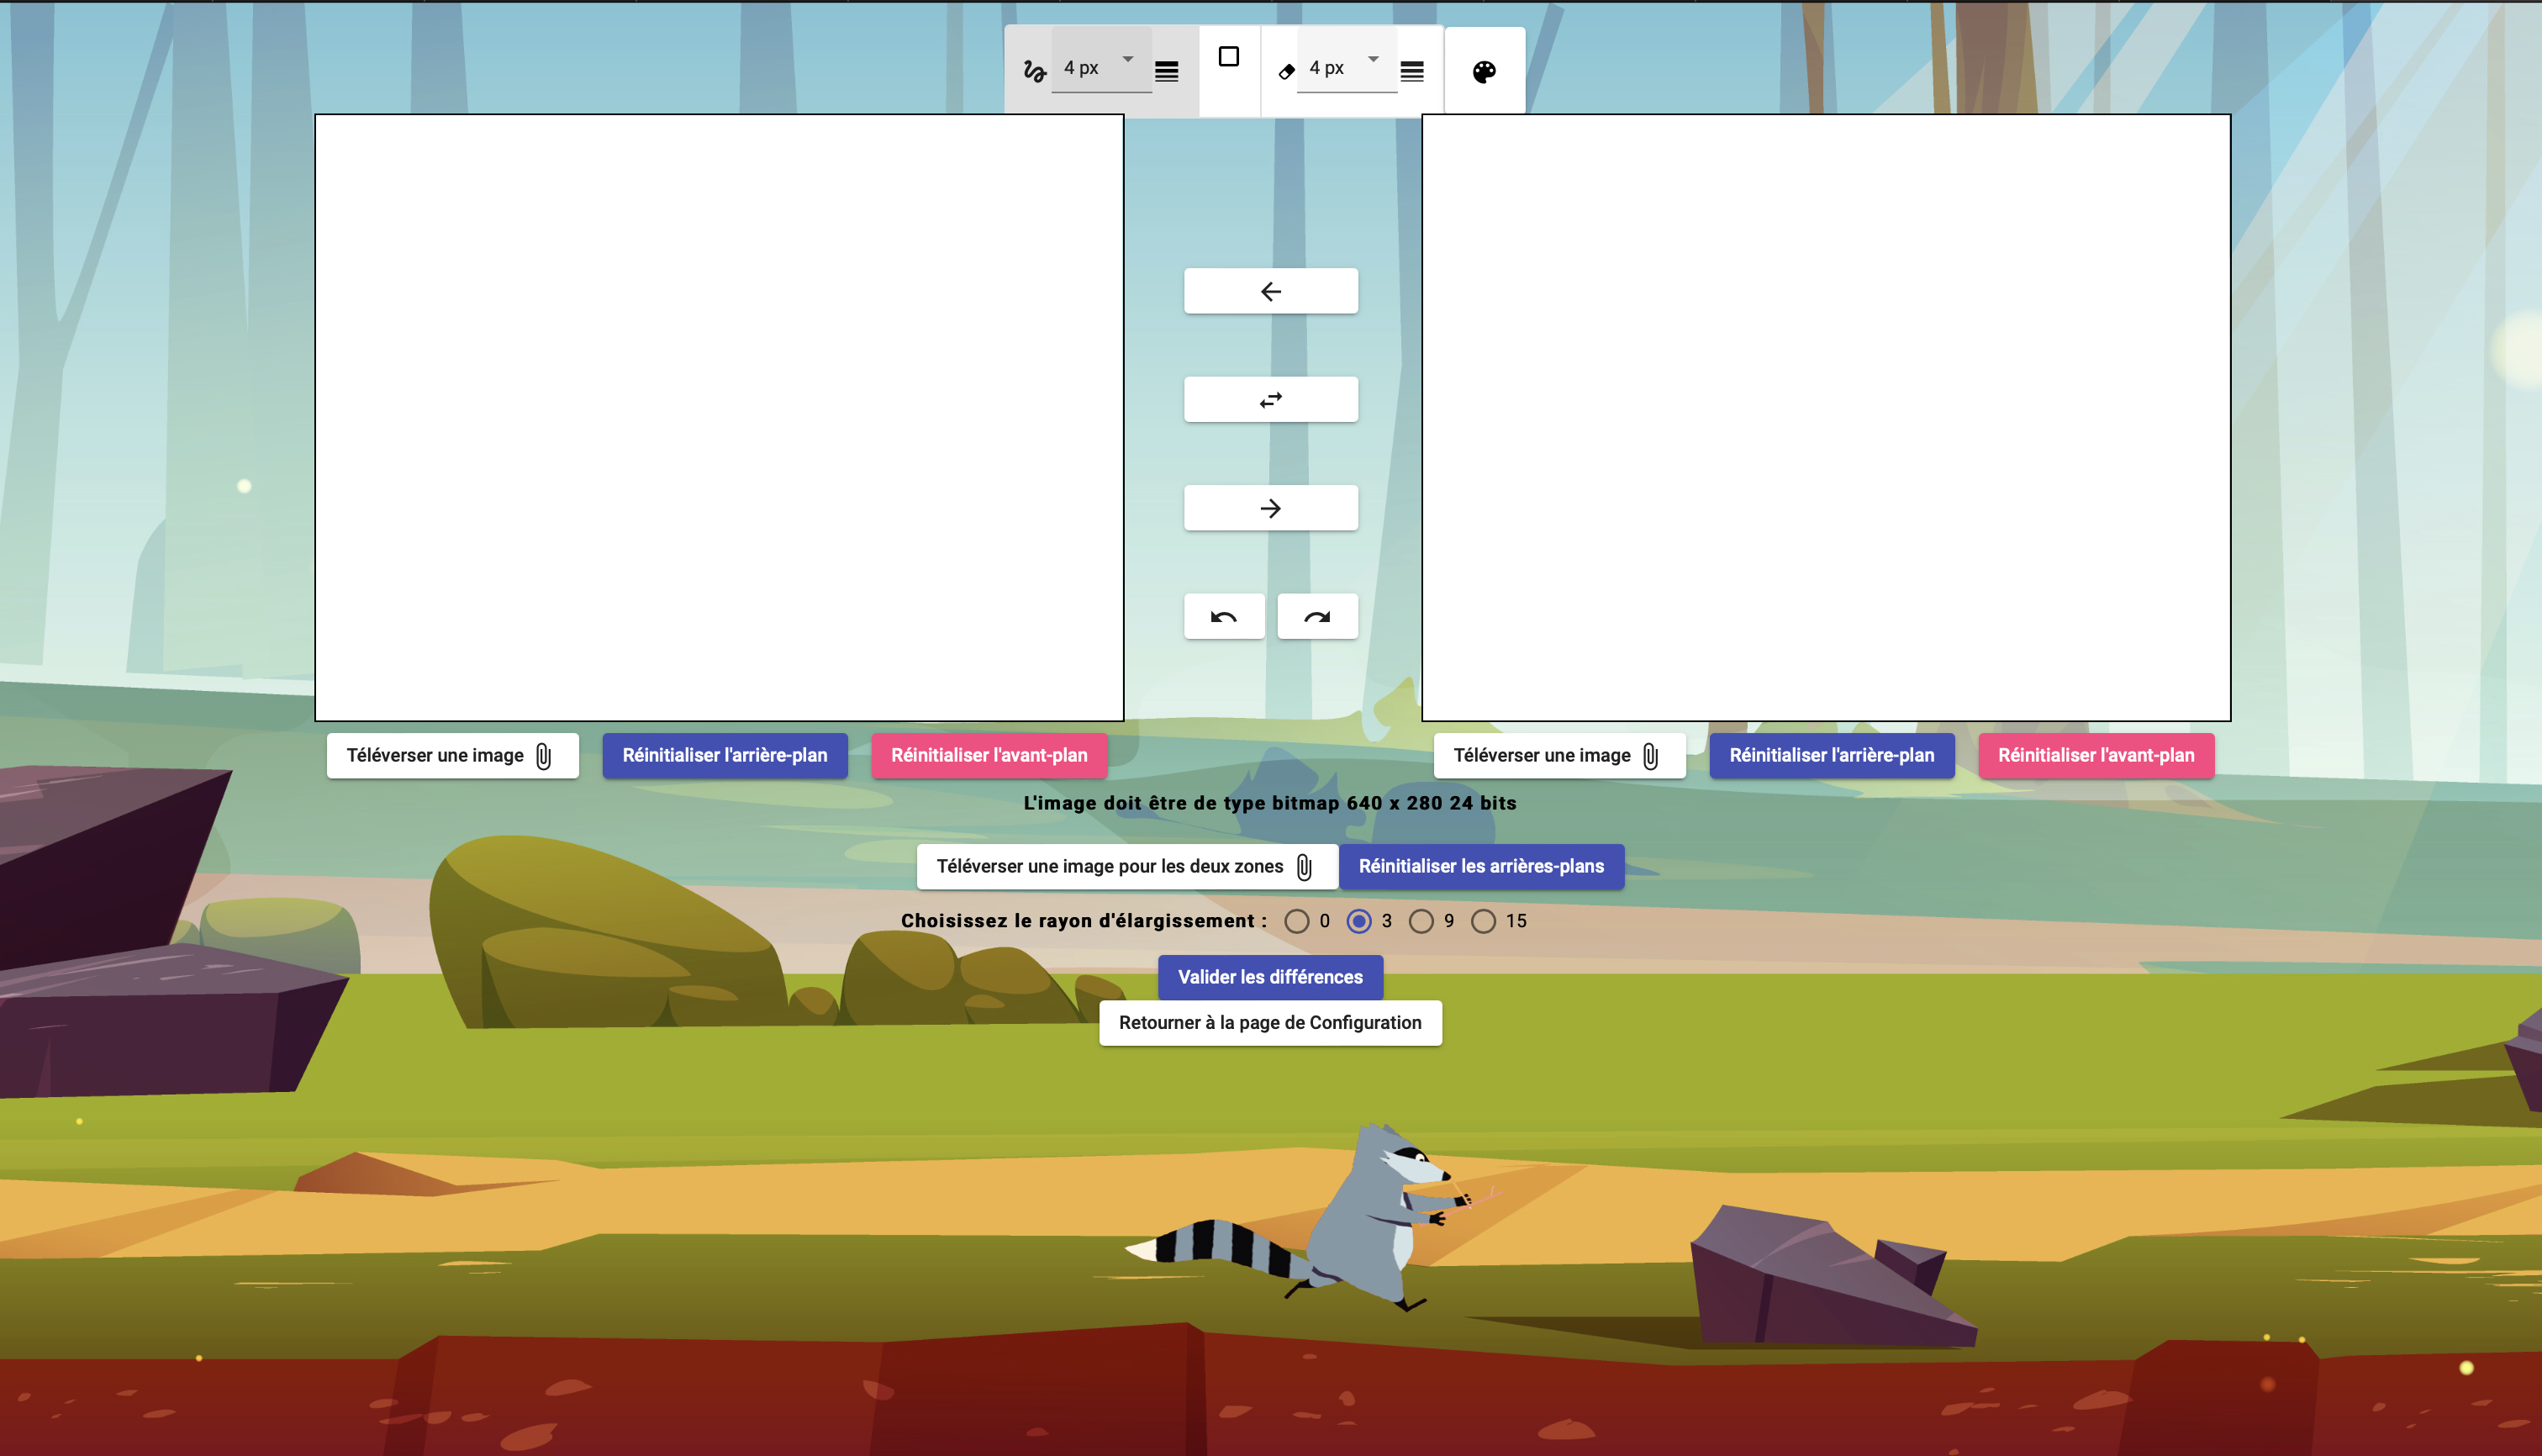 4 px 4 px
Téléverser une image Réinitialiser l'arrière-plan Réinitialiser l'avant-plan Téléverser une image Réinitialiser l'arrière-plan Réinitialiser l'avant-plan
L'image doit être de type bitmap 640 x 280 24 bits
Téléverser une image pour les deux zones Réinitialiser les arrières-plans
Choisissez le rayon d'élargissement : 0 3 9 15
Valider les différences
Retourner à la page de Configuration